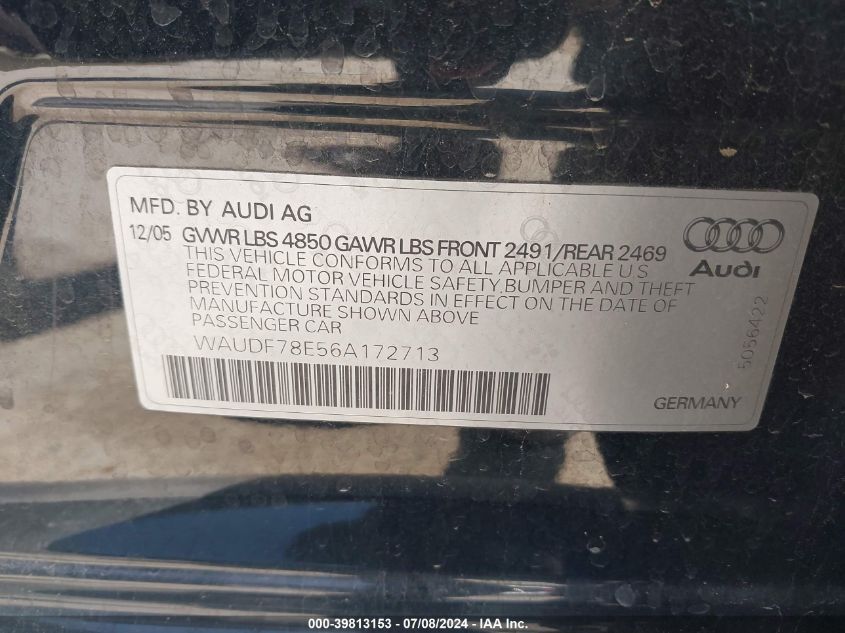 MFD. BY AUDI AG
12/05 GVWR LBS 4850 GAWR LBS FRONT 2491/REAR 2469
THIS VEHICLE CONFORMS TO ALL APPLICABLE U S
FEDERAL MOTOR VEHICLE SAFETY,BUMPER AND THEFT
PREVENTION STANDARDS IN EFFECT ON THE DATE OF
MANUFACTURE SHOWN ABOVE
PASSENGER CAR
WAUDF78E56A172713
Audi
5056422
GERMANY
000-39813153 - 07/08/2024 - IAA Inc.